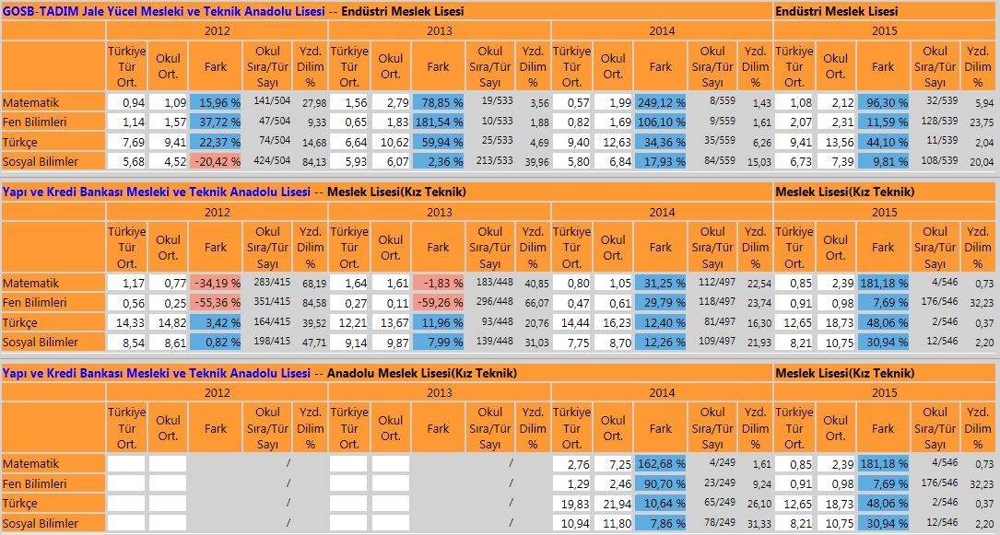 GOSB-TADIM Jale Yücel Mesleki ve Teknik Anadolu Lisesi -- Endüstri Meslek Lisesi Endüstri Meslek Lisesi
2012 2013 2014 2015
Türkiye Tür Ort. Okul Ort. Fark Okul Sıra/Tür Sayı Yzd. Dilim % Türkiye Tür Ort. Okul Ort. Fark Okul Sıra/Tür Sayı Yzd. Dilim % Türkiye Tür Ort. Okul Ort. Fark Okul Sıra/Tür Sayı Yzd. Dilim % Türkiye Tür Ort. Okul Ort. Fark Okul Sıra/Tür Sayı Yzd. Dilim %
Matematik 0,94 1,09 15,96 % 141/504 27,98 1,56 2,79 78,85 % 19/533 3,56 0,57 1,99 249,12 % 8/559 1,43 1,08 2,12 96,30 % 32/539 5,94
Fen Bilimleri 1,14 1,57 37,72 % 47/504 9,33 0,65 1,83 181,54 % 10/533 1,88 0,82 1,69 106,10 % 9/559 1,61 2,07 2,31 11,59 % 128/539 23,75
Türkçe 7,69 9,41 22,37 % 74/504 14,68 6,64 10,62 59,94 % 25/533 4,69 9,40 12,63 34,36 % 35/559 6,26 9,41 13,56 44,10 % 11/539 2,04
Sosyal Bilimler 5,68 4,52 -20,42 % 424/504 84,13 5,93 6,07 2,36 % 213/533 39,96 5,80 6,84 17,93 % 84/559 15,03 6,73 7,39 9,81 % 108/539 20,04
Yapı ve Kredi Bankası Mesleki ve Teknik Anadolu Lisesi -- Meslek Lisesi(Kız Teknik) Meslek Lisesi(Kız Teknik)
2012 2013 2014 2015
Türkiye Tür Ort. Okul Ort. Fark Okul Sıra/Tür Sayı Yzd. Dilim % Türkiye Tür Ort. Okul Ort. Fark Okul Sıra/Tür Sayı Yzd. Dilim % Türkiye Tür Ort. Okul Ort. Fark Okul Sıra/Tür Sayı Yzd. Dilim % Türkiye Tür Ort. Okul Ort. Fark Okul Sıra/Tür Sayı Yzd. Dilim %
Matematik 1,17 0,77 -34,19 % 283/415 68,19 1,64 1,61 -1,83 % 183/448 40,85 0,80 1,05 31,25 % 112/497 22,54 0,85 2,39 181,18 % 4/546 0,73
Fen Bilimleri 0,56 0,25 -55,36 % 351/415 84,58 0,27 0,11 -59,26 % 296/448 66,07 0,47 0,61 29,79 % 118/497 23,74 0,91 0,98 7,69 % 176/546 32,23
Türkçe 14,33 14,82 3,42 % 164/415 39,52 12,21 13,67 11,96 % 93/448 20,76 14,44 16,23 12,40 % 81/497 16,30 12,65 18,73 48,06 % 2/546 0,37
Sosyal Bilimler 8,54 8,61 0,82 % 198/415 47,71 9,14 9,87 7,99 % 139/448 31,03 7,75 8,70 12,26 % 109/497 21,93 8,21 10,75 30,94 % 12/546 2,20
Yapı ve Kredi Bankası Mesleki ve Teknik Anadolu Lisesi -- Anadolu Meslek Lisesi(Kız Teknik) Meslek Lisesi(Kız Teknik)
2012 2013 2014 2015
Türkiye Tür Ort. Okul Ort. Fark Okul Sıra/Tür Sayı Yzd. Dilim % Türkiye Tür Ort. Okul Ort. Fark Okul Sıra/Tür Sayı Yzd. Dilim % Türkiye Tür Ort. Okul Ort. Fark Okul Sıra/Tür Sayı Yzd. Dilim % Türkiye Tür Ort. Okul Ort. Fark Okul Sıra/Tür Sayı Yzd. Dilim %
Matematik / / 2,76 7,25 162,68 % 4/249 1,61 0,85 2,39 181,18 % 4/546 0,73
Fen Bilimleri / / 1,29 2,46 90,70 % 23/249 9,24 0,91 0,98 7,69 % 176/546 32,23
Türkçe / / 19,83 21,94 10,64 % 65/249 26,10 12,65 18,73 48,06 % 2/546 0,37
Sosyal Bilimler / / 10,94 11,80 7,86 % 78/249 31,33 8,21 10,75 30,94 % 12/546 2,20